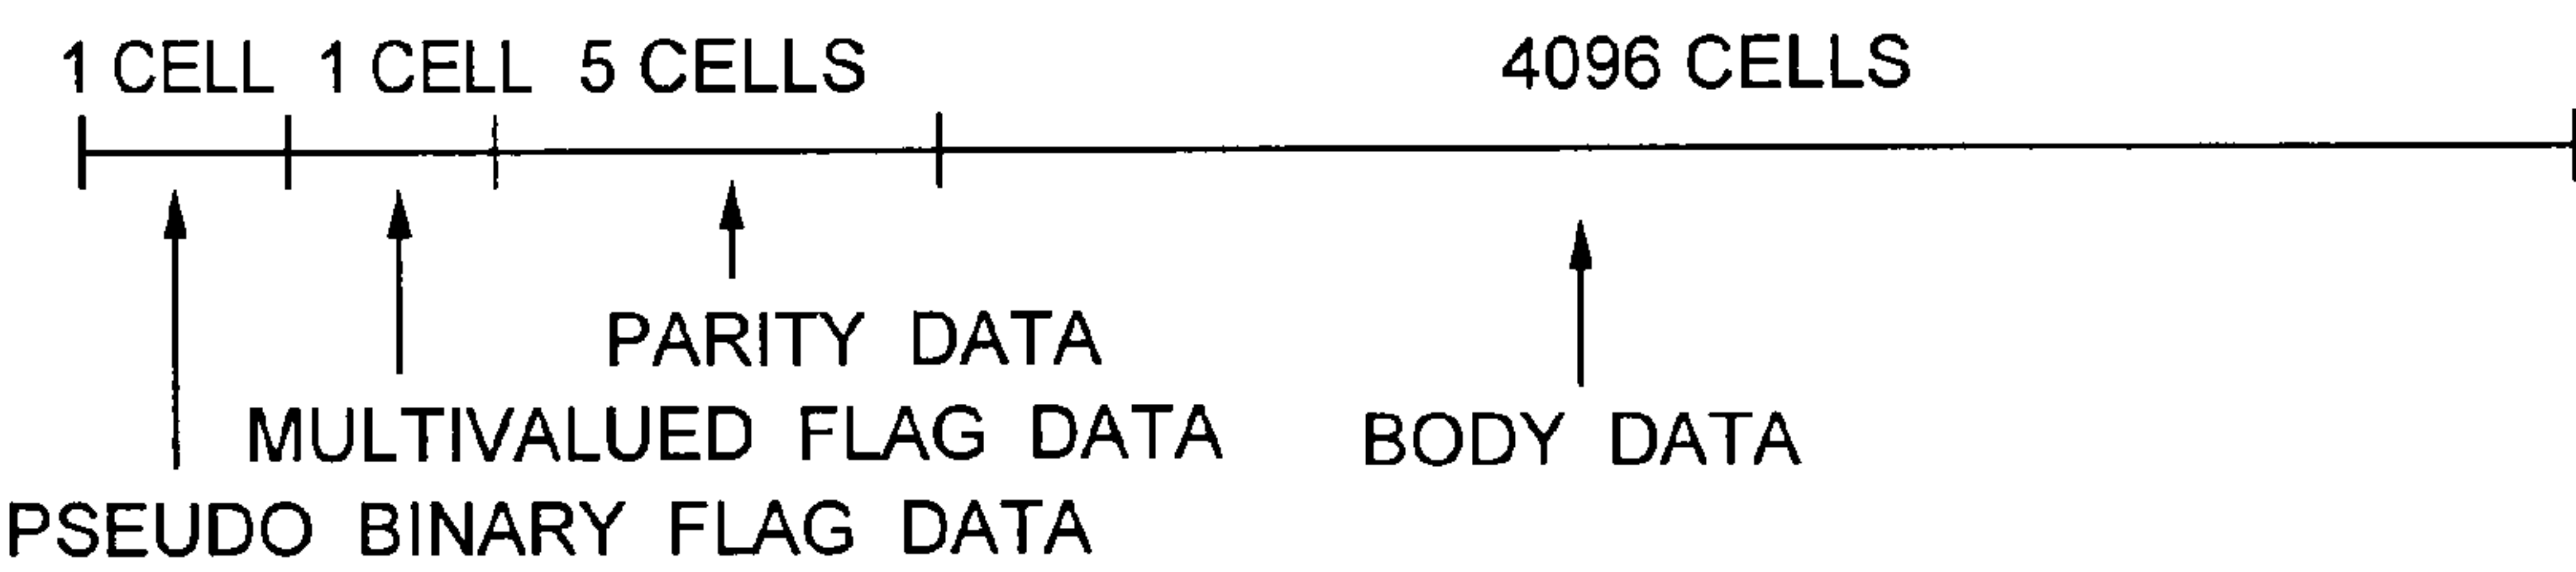 1 CELL 1 CELL 5 CELLS 4096 CELLS
PARITY DATA
MULTIVALUED FLAG DATA
BODY DATA
PSEUDO BINARY FLAG DATA